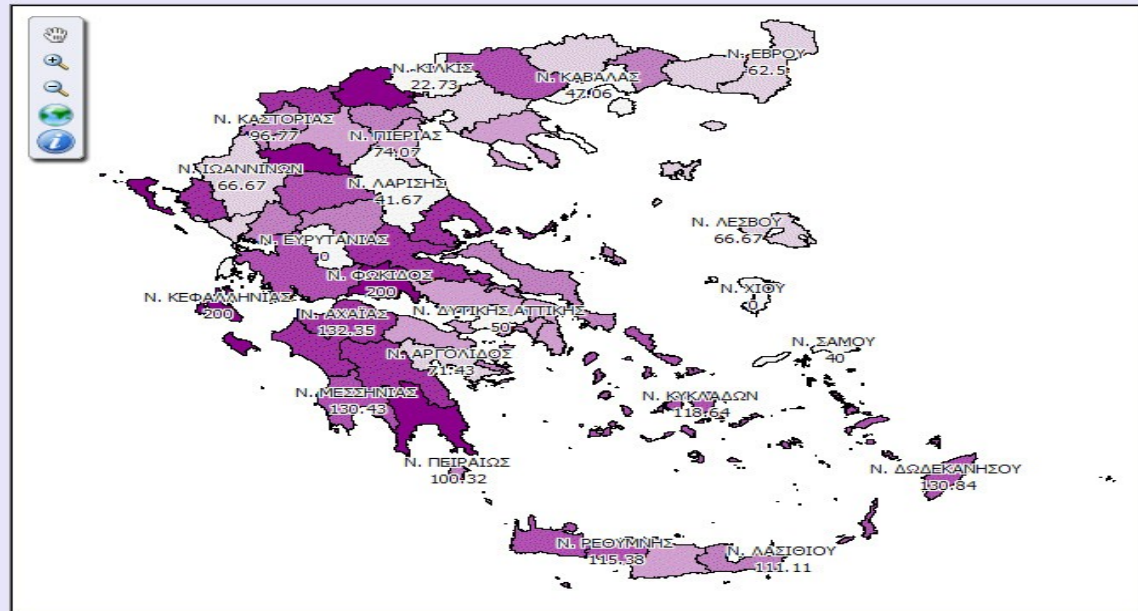 Ν. ΕΒΡΟΥ
62.5
Ν. ΚΙΛΚΙΣ
22.73
Ν. ΚΑΒΑΛΑΣ
47.06
Ν. ΚΑΣΤΟΡΙΑΣ
96.77
Ν. ΠΙΕΡΙΑΣ
74.07
Ν. ΙΩΑΝΝΙΝΩΝ
66.67
Ν. ΛΑΡΙΣΗΣ
41.67
Ν. ΛΕΣΒΟΥ
66.67
Ν. ΕΥΡΥΤΑΝΙΑΣ
0
Ν. ΦΩΚΙΔΟΣ
200
Ν. ΧΙΟΥ
0
Ν. ΚΕΦΑΛΛΗΝΙΑΣ
200
Ν. ΑΧΑΪΑΣ
132.35
Ν. ΔΥΤΙΚΗΣ ΑΤΤΙΚΗΣ
50
Ν. ΣΑΜΟΥ
40
Ν. ΑΡΓΟΛΙΔΟΣ
71.43
Ν. ΜΕΣΣΗΝΙΑΣ
130.43
Ν. ΚΥΚΛΑΔΩΝ
118.64
Ν. ΠΕΙΡΑΙΩΣ
100.32
Ν. ΔΩΔΕΚΑΝΗΣΟΥ
130.84
Ν. ΡΕΘΥΜΝΗΣ
115.38
Ν. ΛΑΣΙΘΙΟΥ
111.11